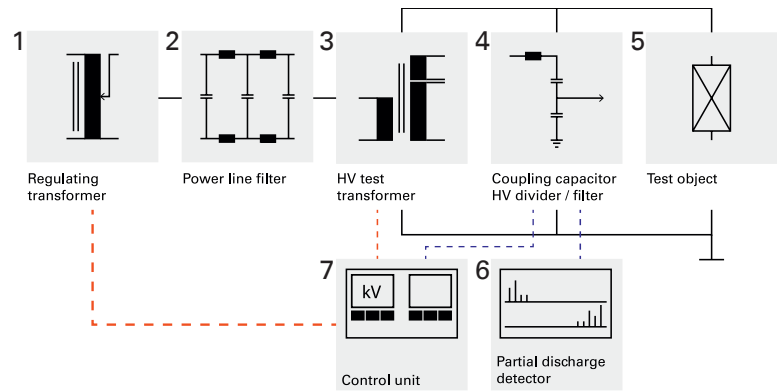 1
2
3
4
5
Regulating
transformer
Power line filter
HV test
transformer
Coupling capacitor
HV divider / filter
Test object
7
kV
Control unit
6
Partial discharge
detector